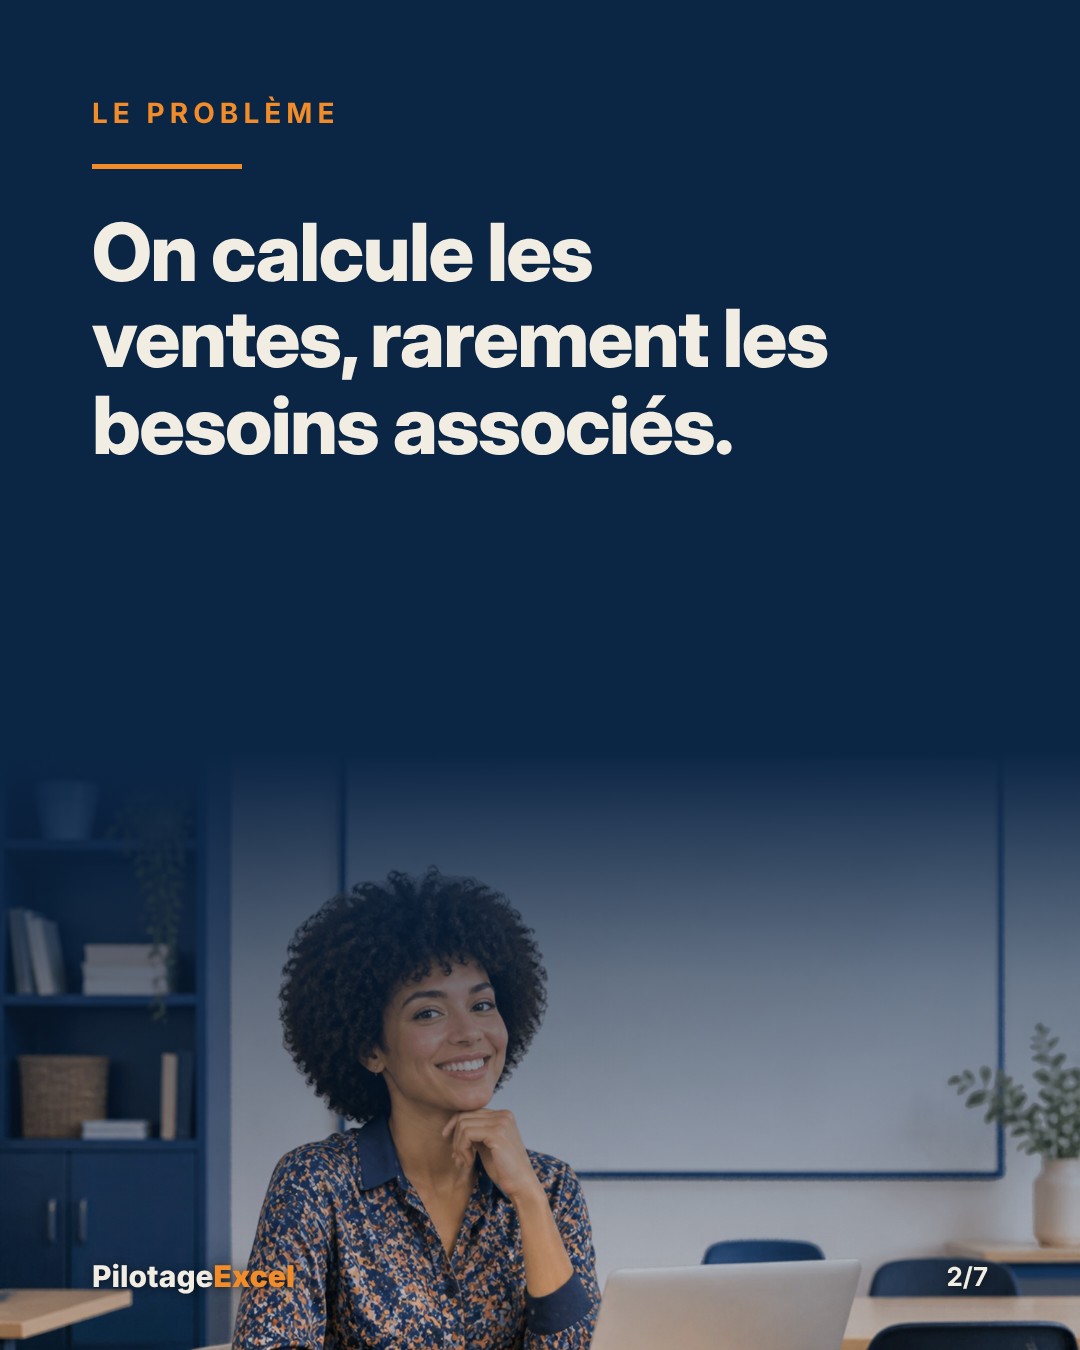 LE PROBLÈME
On calcule les
ventes, rarement les
besoins associés.
PilotageExcel
2/7